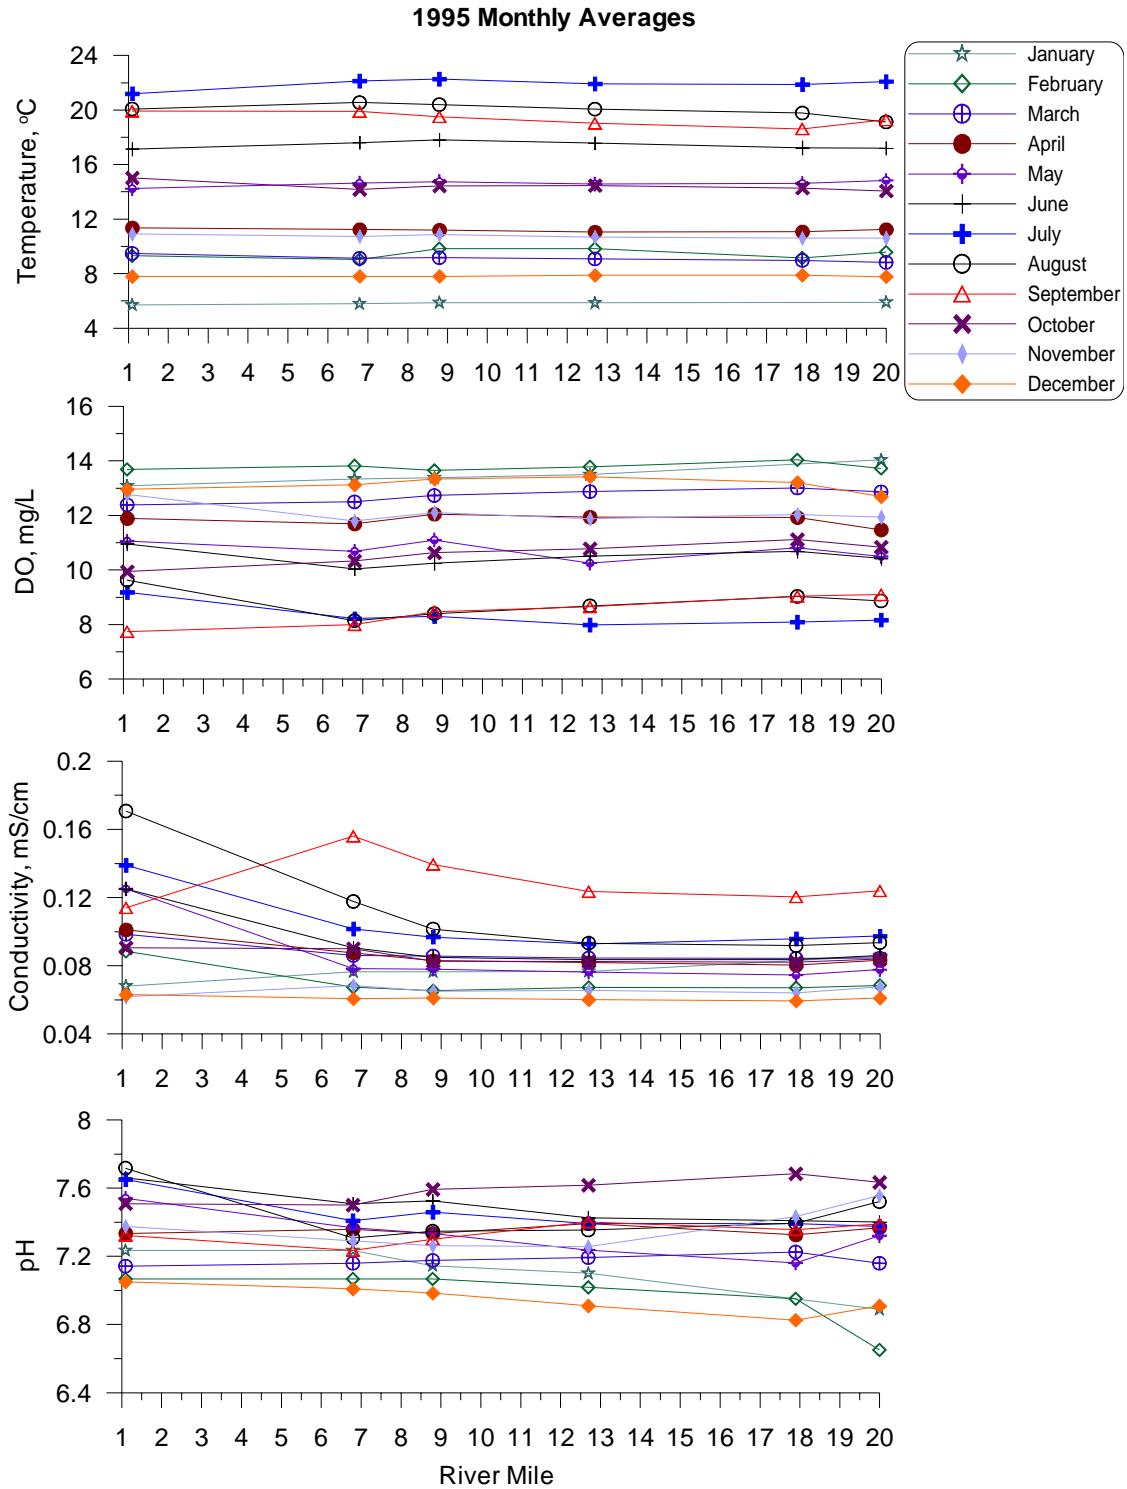 1995 Monthly Averages
Temperature, oC
24
20
16
12
8
4
1 2 3 4 5 6 7 8 9 10 11 12 13 14 15 16 17 18 19 20
January
February
March
April
May
June
July
August
September
October
November
December
DO, mg/L
16
14
12
10
8
6
1 2 3 4 5 6 7 8 9 10 11 12 13 14 15 16 17 18 19 20
Conductivity, mS/cm
0.2
0.16
0.12
0.08
0.04
1 2 3 4 5 6 7 8 9 10 11 12 13 14 15 16 17 18 19 20
pH
8
7.6
7.2
6.8
6.4
1 2 3 4 5 6 7 8 9 10 11 12 13 14 15 16 17 18 19 20
River Mile